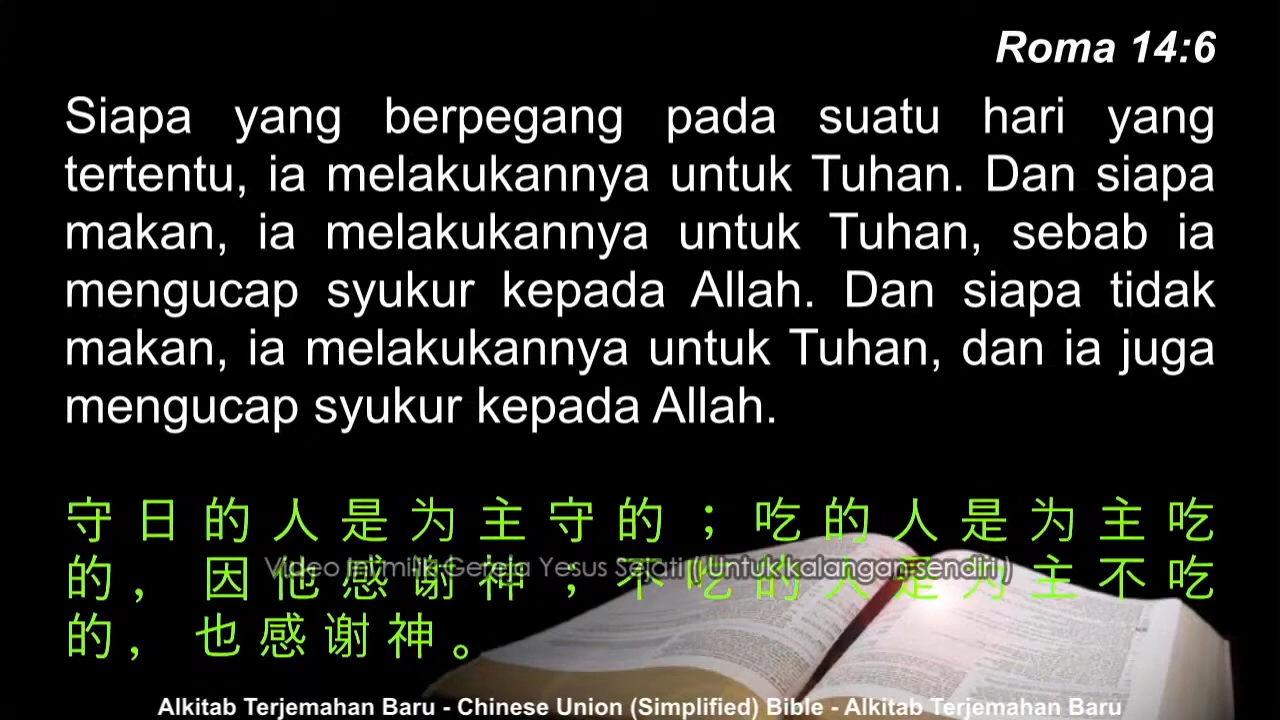 Roma 14:6
Siapa yang berpegang pada suatu hari yang
tertentu, ia melakukannya untuk Tuhan. Dan siapa
makan, ia melakukannya untuk Tuhan, sebab ia
mengucap syukur kepada Allah. Dan siapa tidak
makan, ia melakukannya untuk Tuhan, dan ia juga
mengucap syukur kepada Allah.
守日的人是为主守的；吃的人是为主吃
的，因他感谢神；不吃的人是为主不吃
Video ini milik Gereja Yesus Sejati ( Untuk kalangan sendiri )
的，也感谢神。
Alkitab Terjemahan Baru - Chinese Union (Simplified) Bible - Alkitab Terjemahan Baru